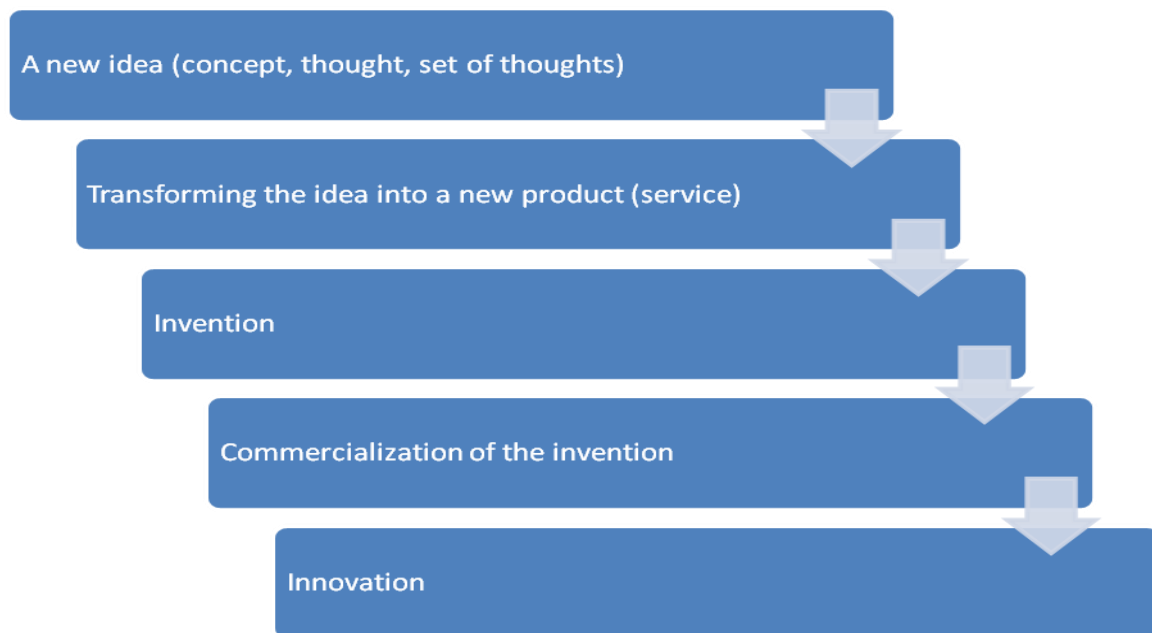 A new idea (concept, thought, set of thoughts)
Transforming the idea into a new product (service)
Invention
Commercialization of the invention
Innovation